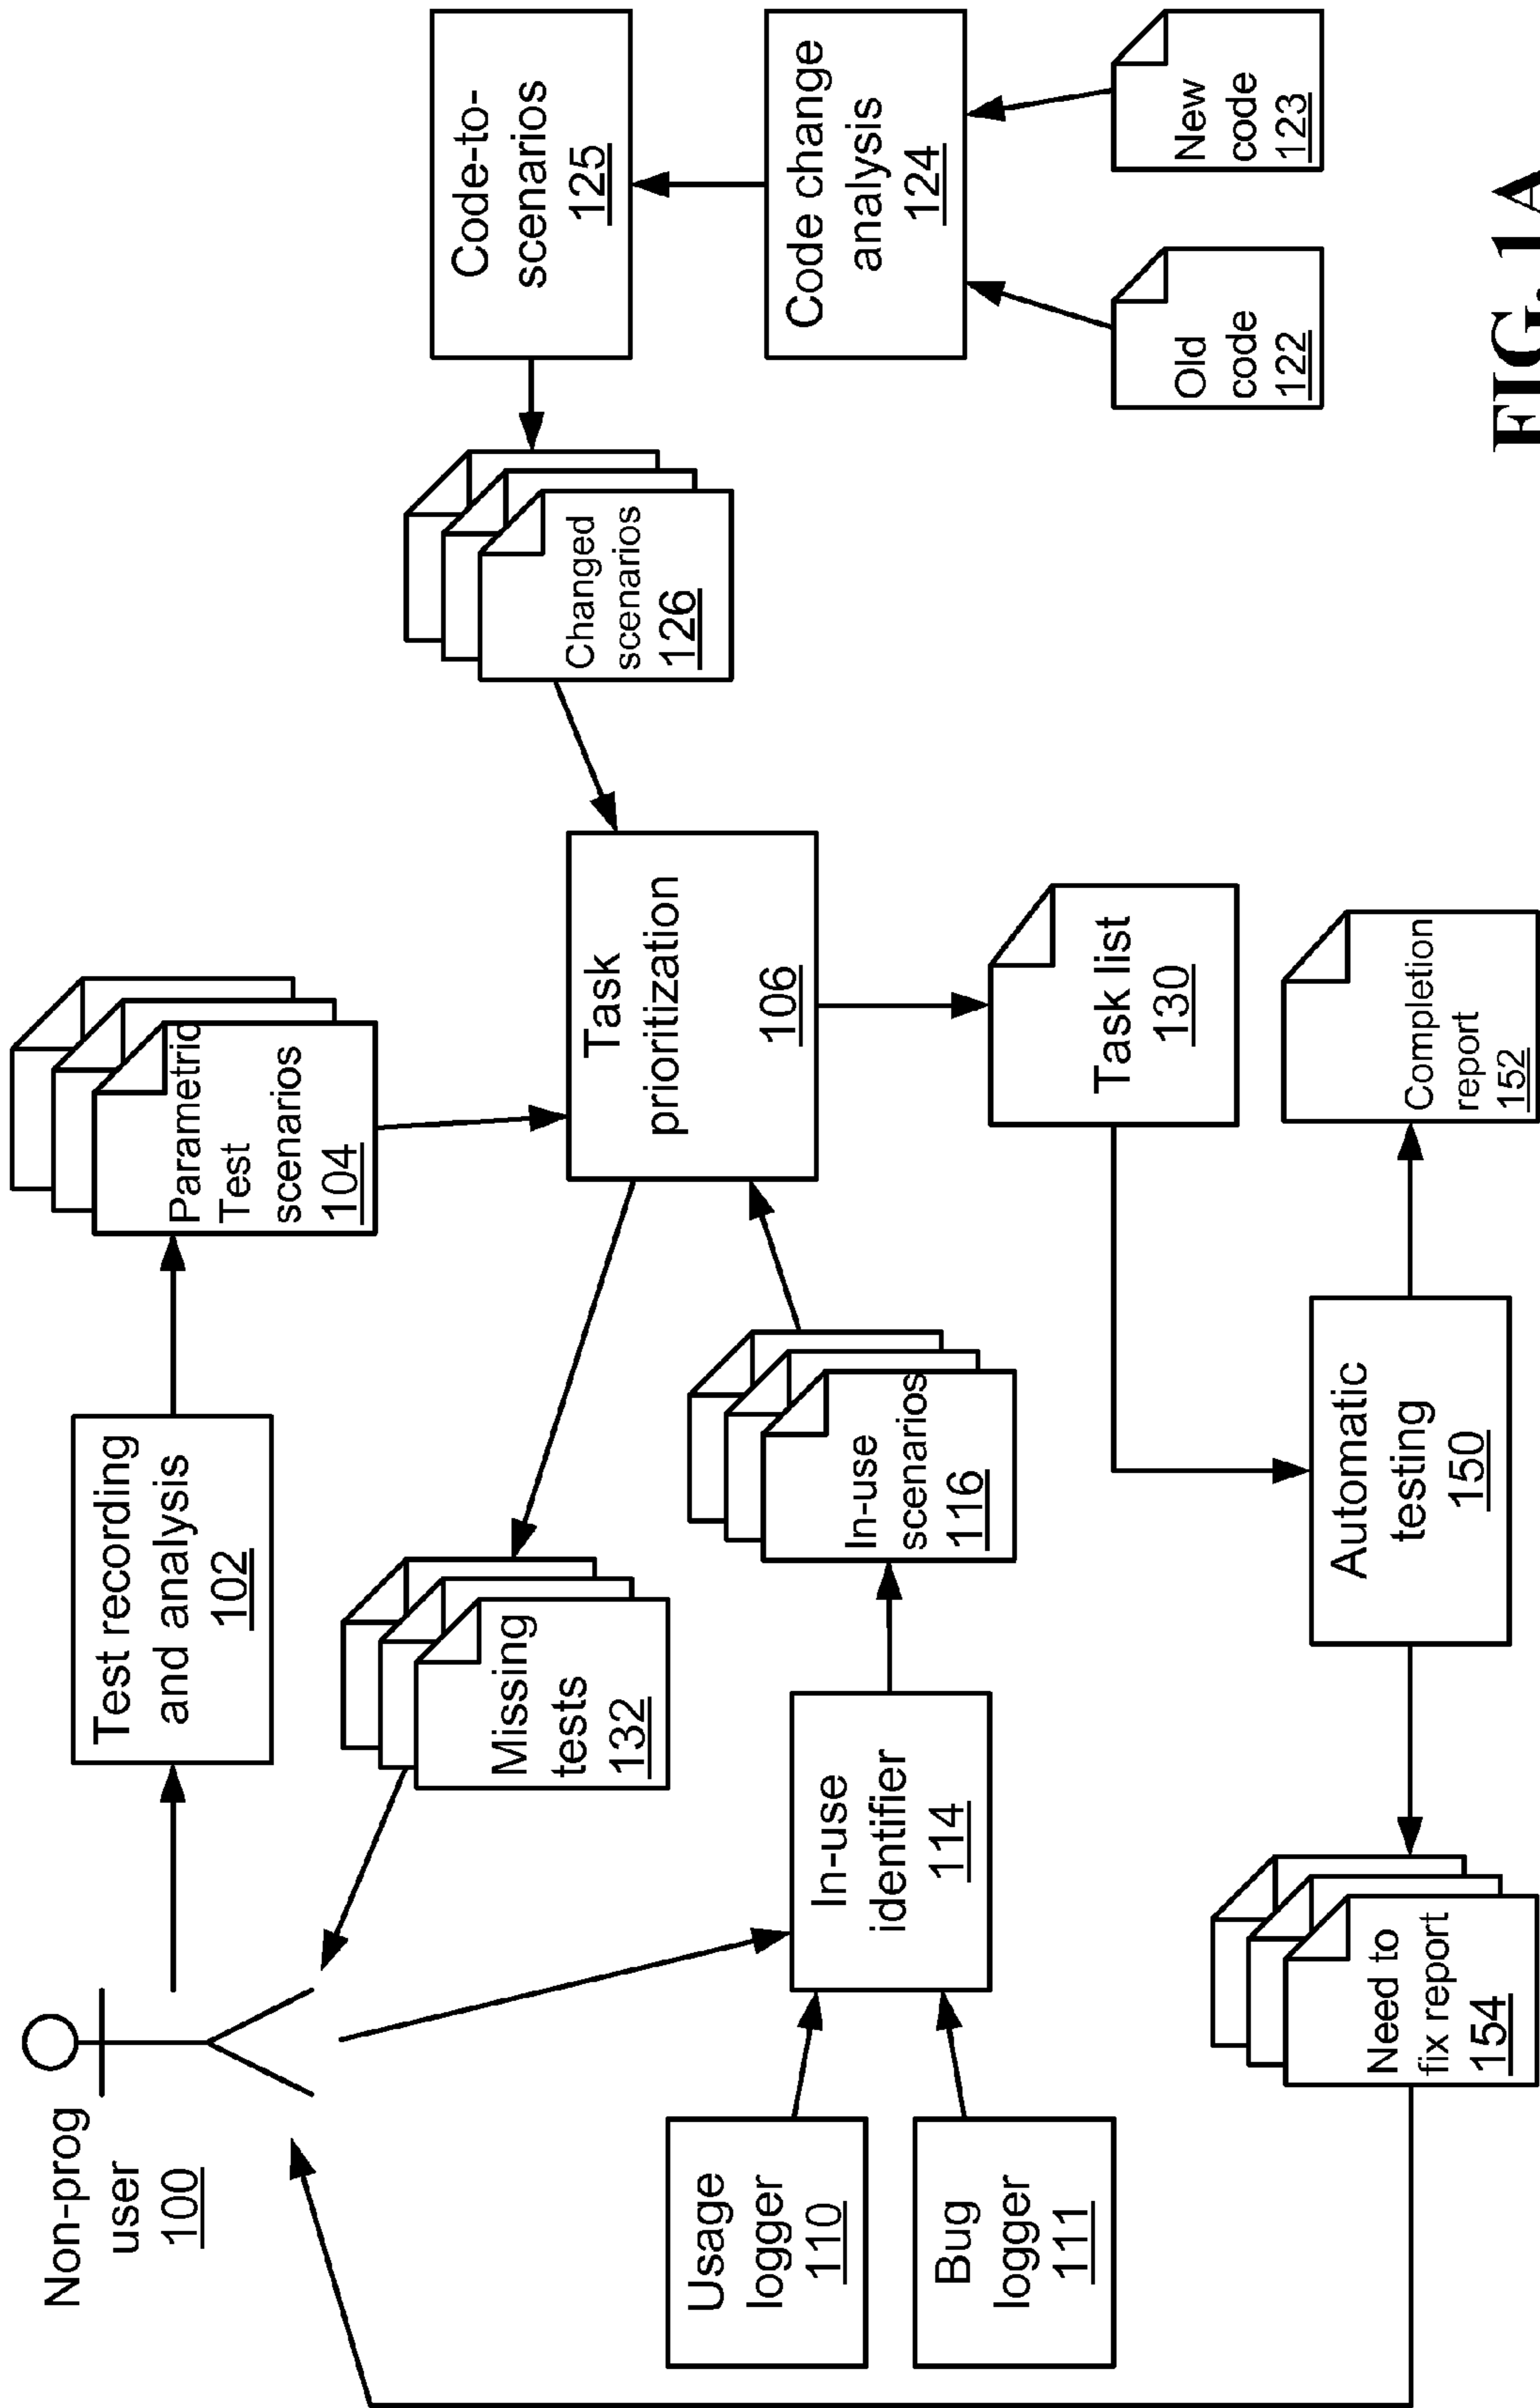 Non-prog
user
100
Test recording
and analysis
102
Parametric
Test
scenarios
104
Code-to-
scenarios
125
Changed
scenarios
126
Missing
tests
132
Task
prioritization
106
Code change
analysis
124
Usage
logger
110
Bug
logger
111
In-use
identifier
114
In-use
scenarios
116
Task list
130
Old
code
122
New
code
123
Need to
fix report
154
Automatic
testing
150
Completion
report
152
FIG. 1A